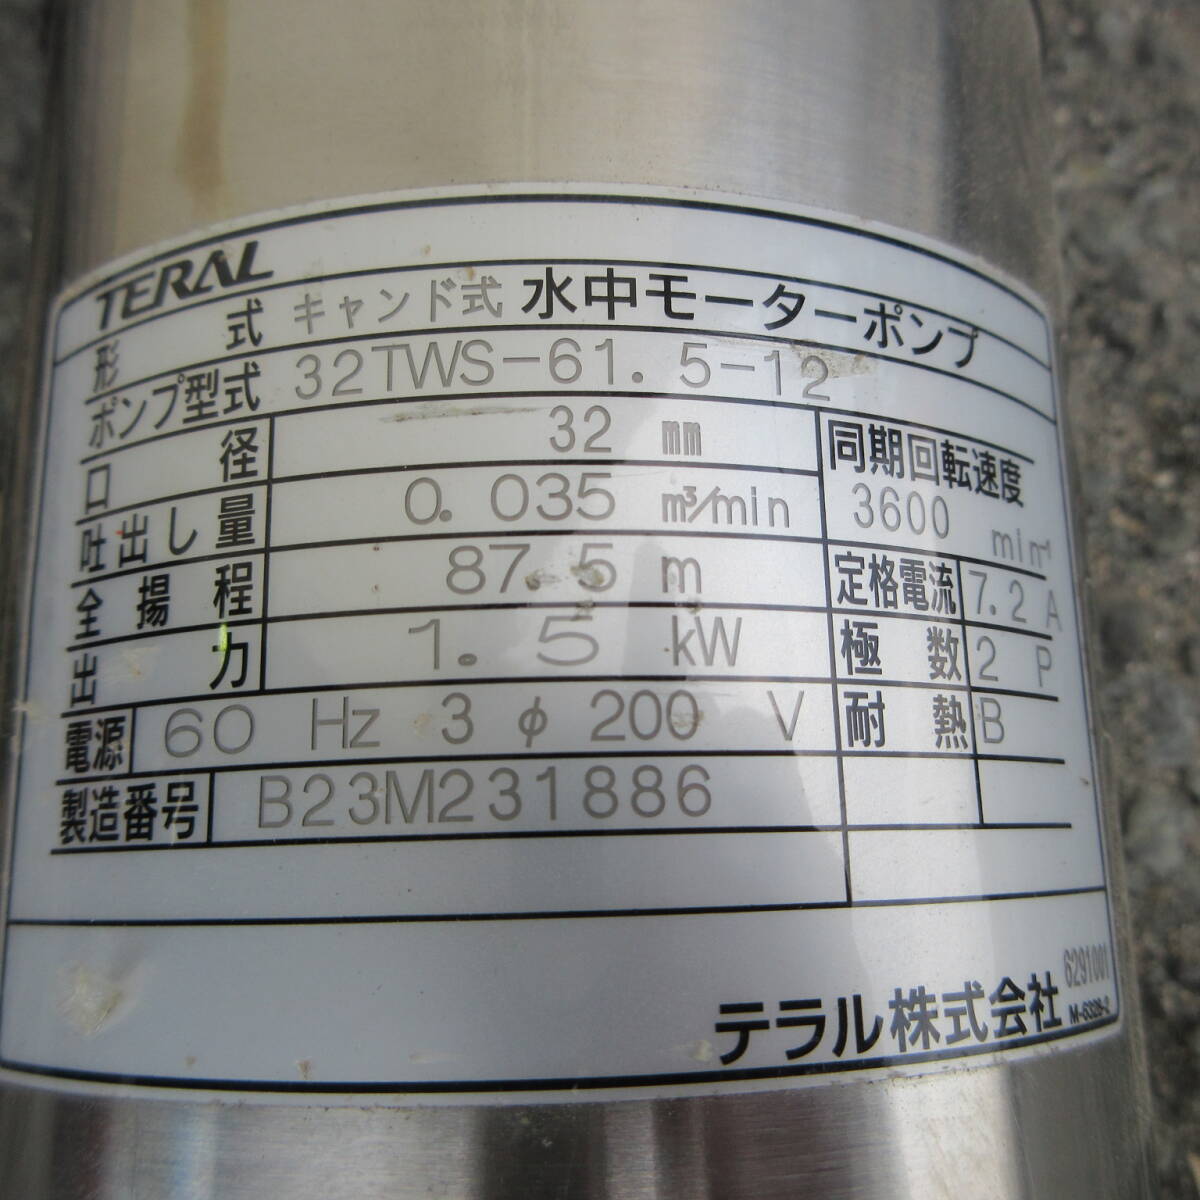 TERAL
形式 キャンド式 水中モーターポンプ
ポンプ型式 32TWS-61.5-12
口径 32 mm
吐出し量 0.035 m³/min
全揚程 87.5 m
出力 1.5 kW
電源 60 Hz 3 φ 200 V
製造番号 B23M231886
同期回転速度
3600 min⁻¹
定格電流 7.2 A
極数 2 P
耐熱 B
6291001
テラル株式会社 M-6328-2